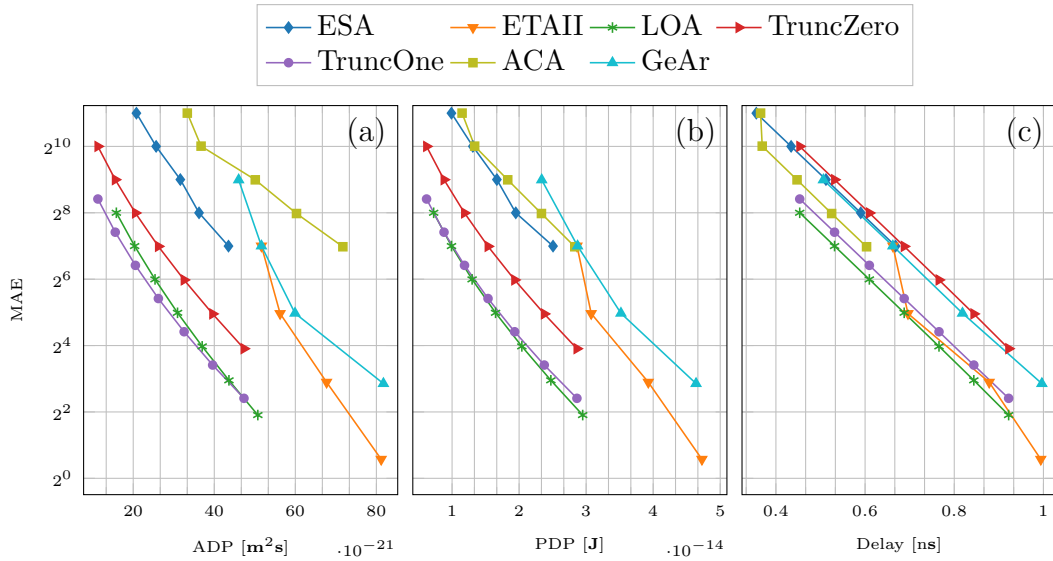 ESA ETAII LOA TruncZero
TruncOne ACA GeAr
(a) (b) (c)
MAE
2^10
2^8
2^6
2^4
2^2
2^0
20 40 60 80 1 2 3 4 5 0.4 0.6 0.8 1
ADP [m²s] ·10⁻²¹ PDP [J] ·10⁻¹⁴ Delay [ns]